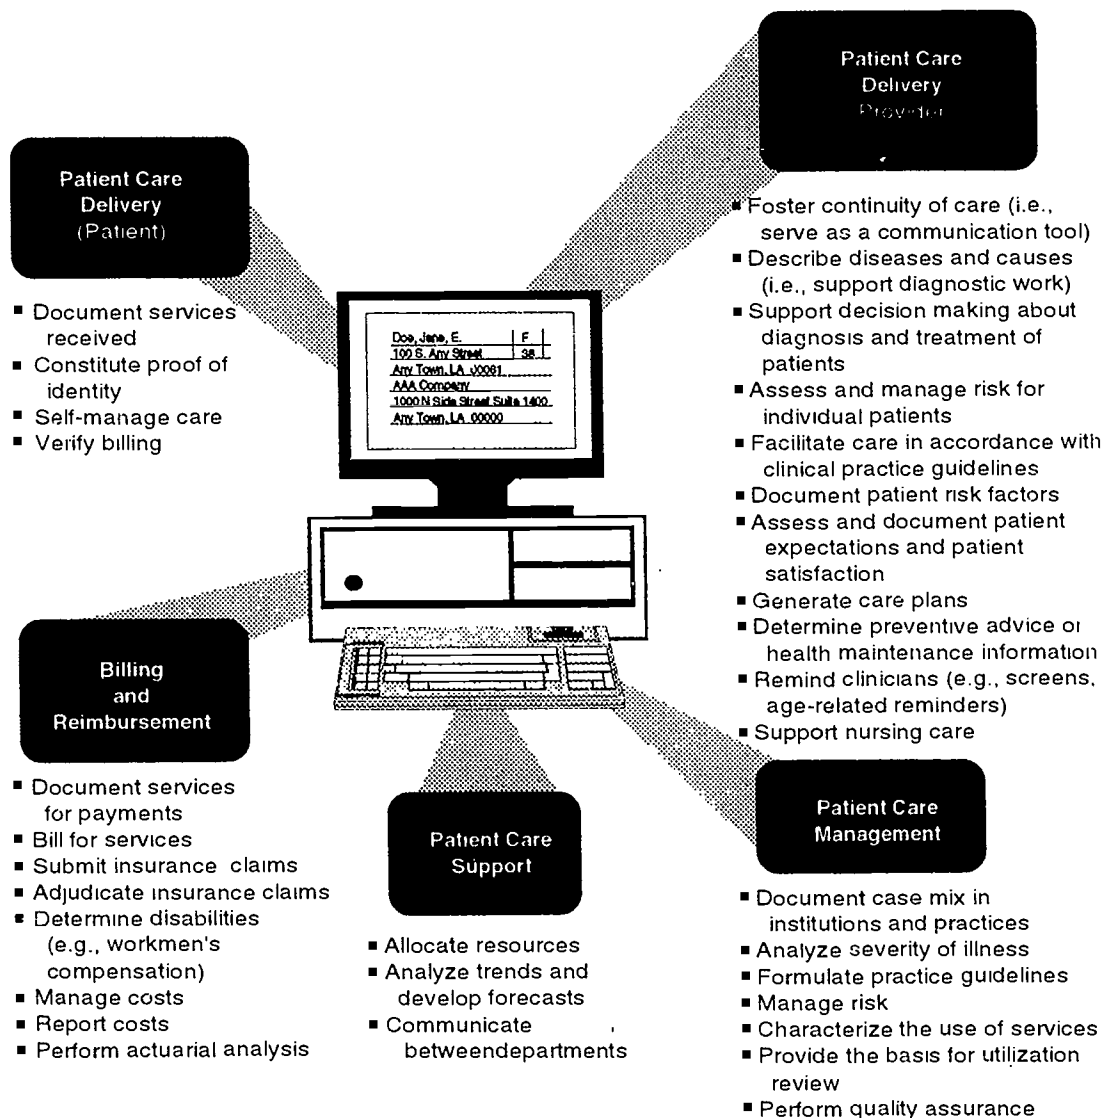 Patient Care
Delivery
Provider
Patient Care
Delivery
(Patient)
■ Foster continuity of care (i.e.,
serve as a communication tool)
■ Describe diseases and causes
(i.e., support diagnostic work)
■ Support decision making about
diagnosis and treatment of
patients
■ Assess and manage risk for
individual patients
■ Facilitate care in accordance with
clinical practice guidelines
■ Document patient risk factors
■ Assess and document patient
expectations and patient
satisfaction
■ Generate care plans
■ Determine preventive advice or
health maintenance information
■ Remind clinicians (e.g., screens,
age-related reminders)
■ Support nursing care
■ Document services
received
■ Constitute proof of
identity
■ Self-manage care
■ Verify billing
Doe, Jane, E. F
100 S. Any Street 38
Any Town, LA 00061
AAA Company
1000 N Side Street Suite 1400
Any Town, LA 00000
Billing
and
Reimbursement
■ Document services
for payments
■ Bill for services
■ Submit insurance claims
■ Adjudicate insurance claims
■ Determine disabilities
(e.g., workmen's
compensation)
■ Manage costs
■ Report costs
■ Perform actuarial analysis
Patient Care
Support
■ Allocate resources
■ Analyze trends and
develop forecasts
■ Communicate
betweendepartments
Patient Care
Management
■ Document case mix in
institutions and practices
■ Analyze severity of illness
■ Formulate practice guidelines
■ Manage risk
■ Characterize the use of services
■ Provide the basis for utilization
review
■ Perform quality assurance